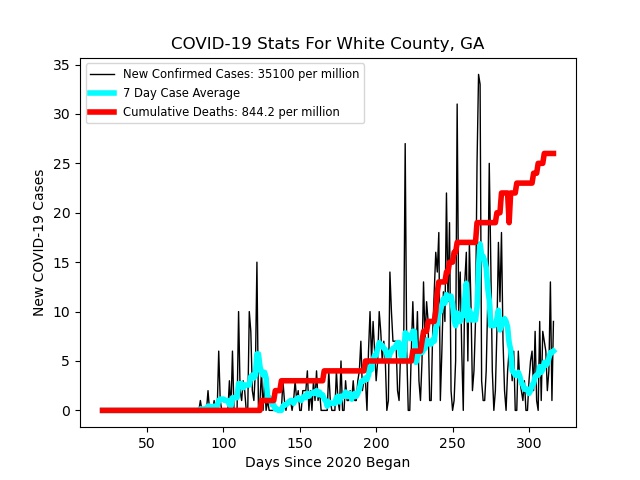 COVID-19 Stats For White County, GA
New Confirmed Cases: 35100 per million
7 Day Case Average
Cumulative Deaths: 844.2 per million
New COVID-19 Cases
35
30
25
20
15
10
5
0
50 100 150 200 250 300
Days Since 2020 Began